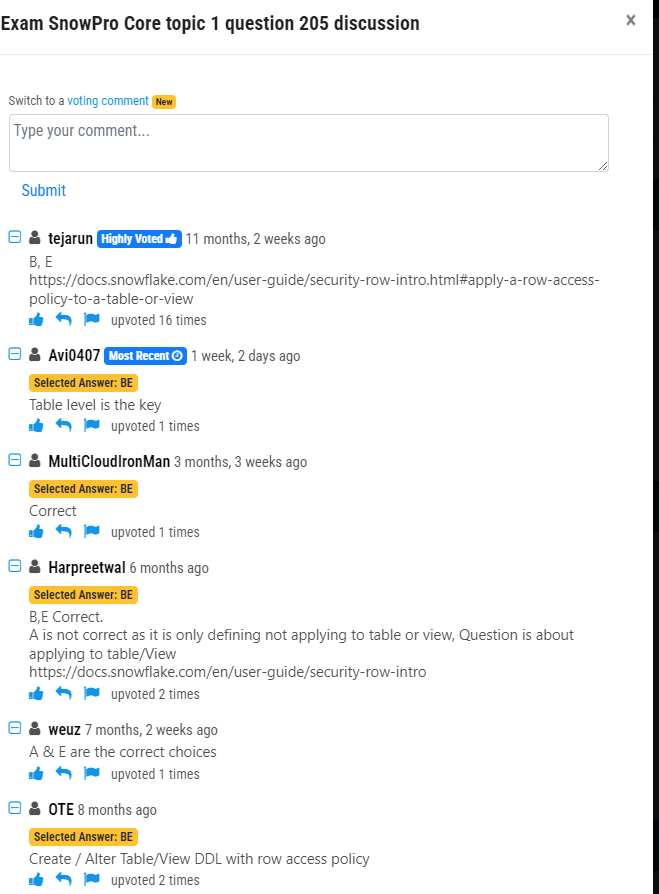 Exam SnowPro Core topic 1 question 205 discussion
×
Switch to a voting comment New
Type your comment...
Submit
tejarun Highly Voted 11 months, 2 weeks ago
B, E
https://docs.snowflake.com/en/user-guide/security-row-intro.html#apply-a-row-access-
policy-to-a-table-or-view
upvoted 16 times
Avi0407 Most Recent 1 week, 2 days ago
Selected Answer: BE
Table level is the key
upvoted 1 times
MultiCloudIronMan 3 months, 3 weeks ago
Selected Answer: BE
Correct
upvoted 1 times
Harpreetwal 6 months ago
Selected Answer: BE
B,E Correct.
A is not correct as it is only defining not applying to table or view, Question is about
applying to table/View
https://docs.snowflake.com/en/user-guide/security-row-intro
upvoted 2 times
weuz 7 months, 2 weeks ago
A & E are the correct choices
upvoted 1 times
OTE 8 months ago
Selected Answer: BE
Create / Alter Table/View DDL with row access policy
upvoted 2 times